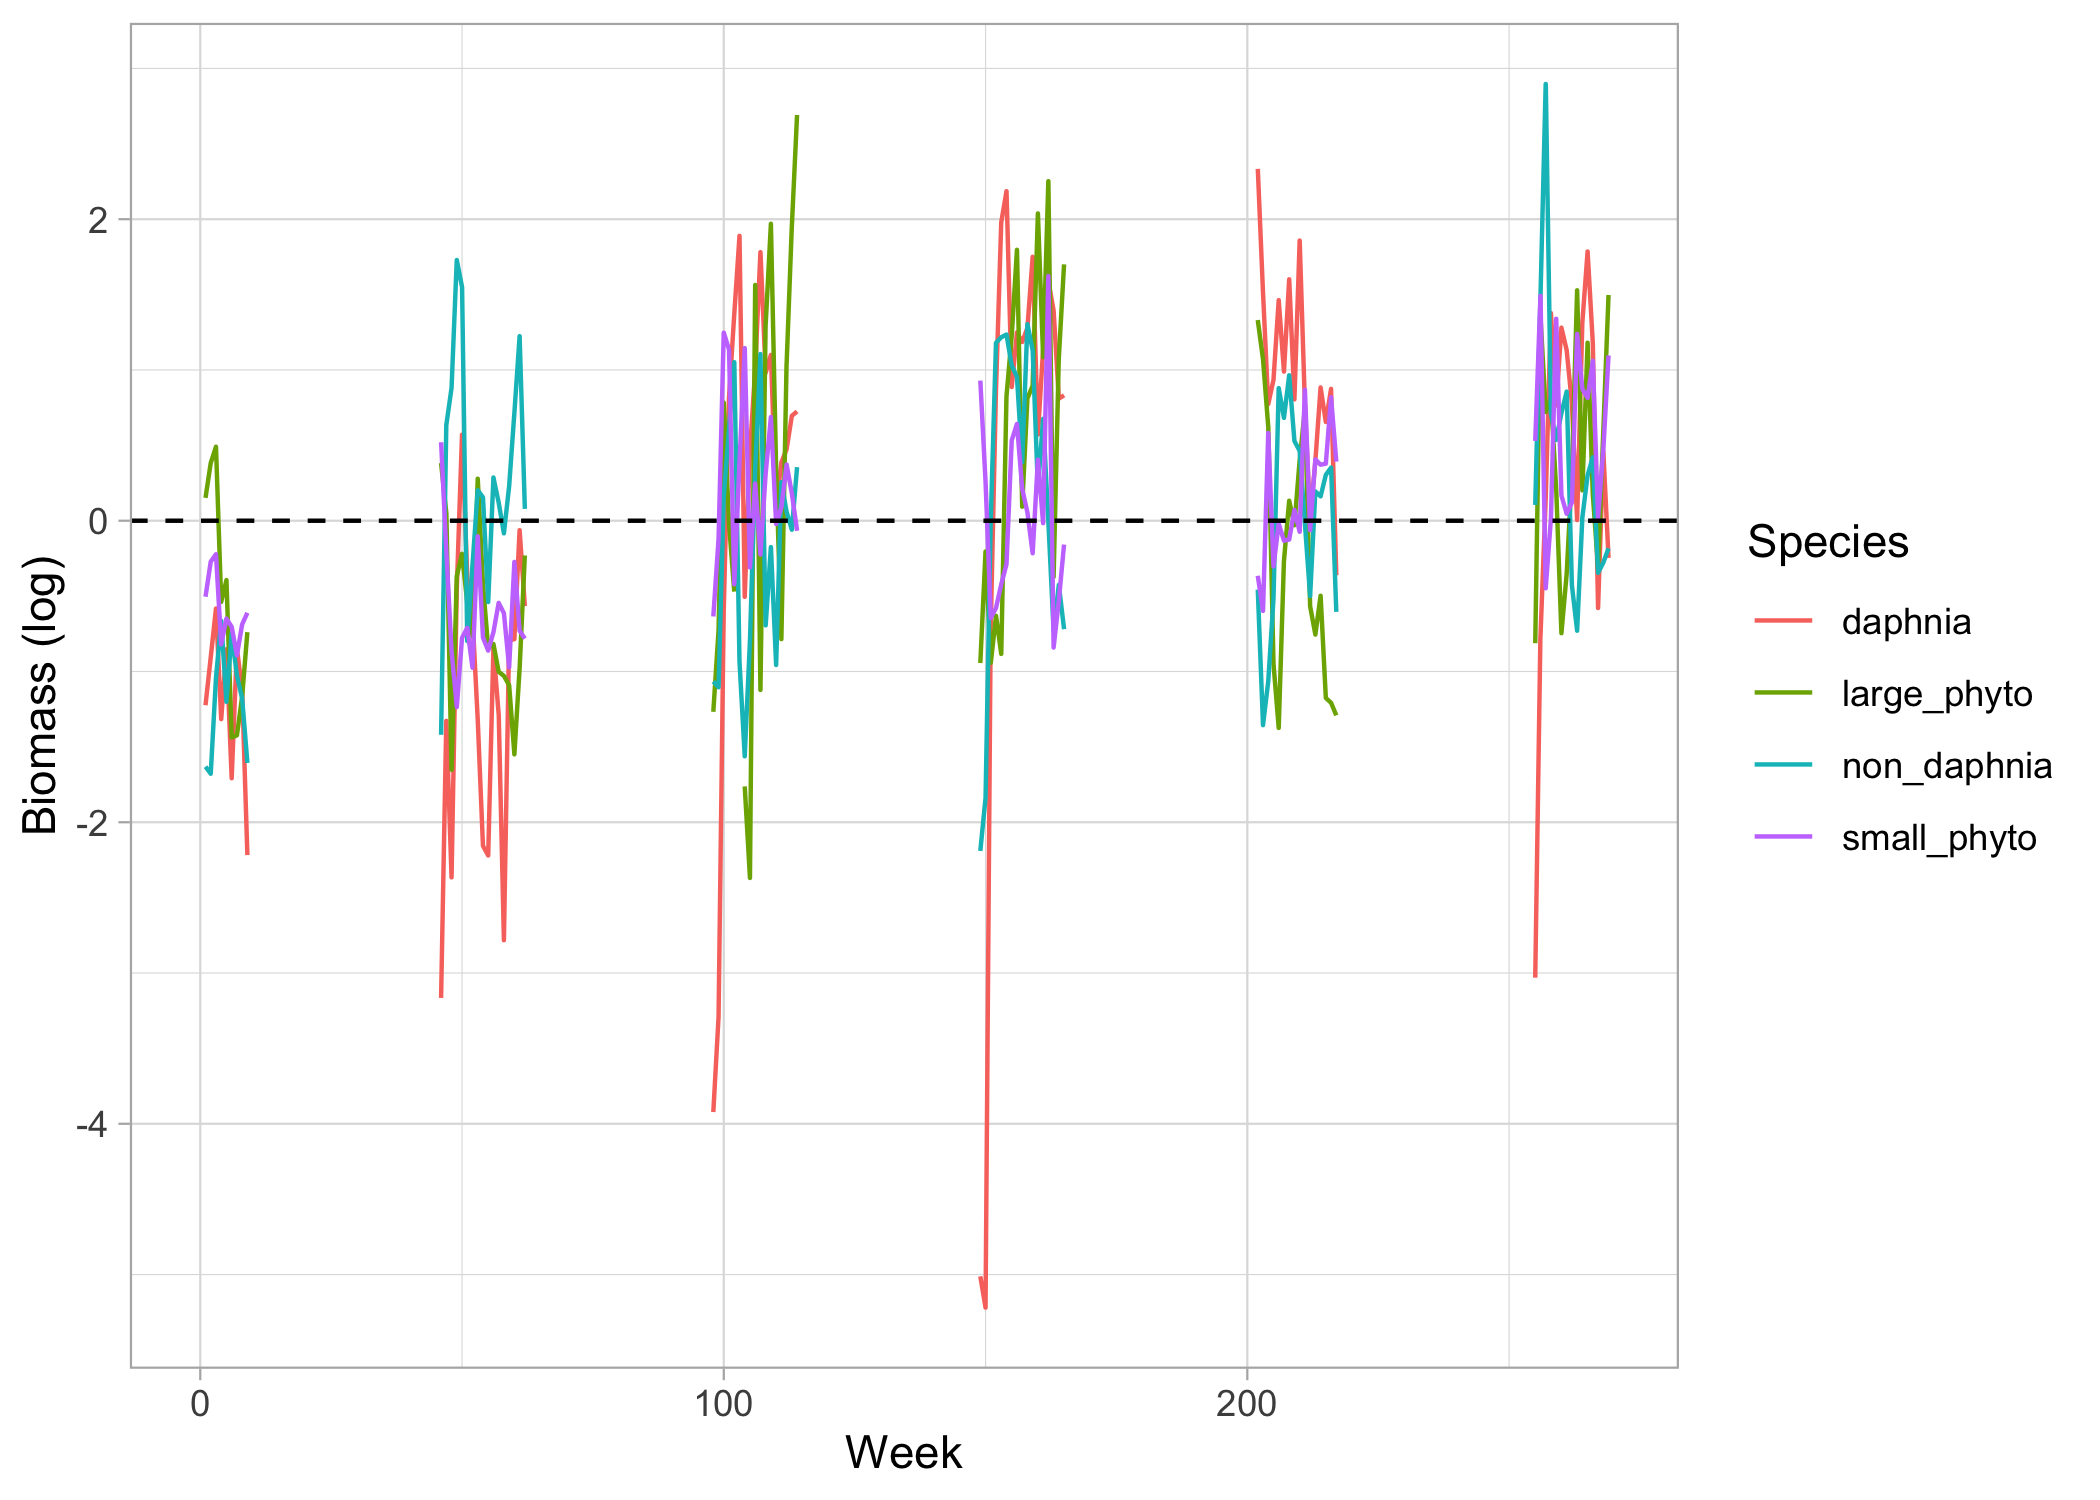 Biomass (log)
2
0
-2
-4
0
100
200
Week
Species
daphnia
large_phyto
non_daphnia
small_phyto